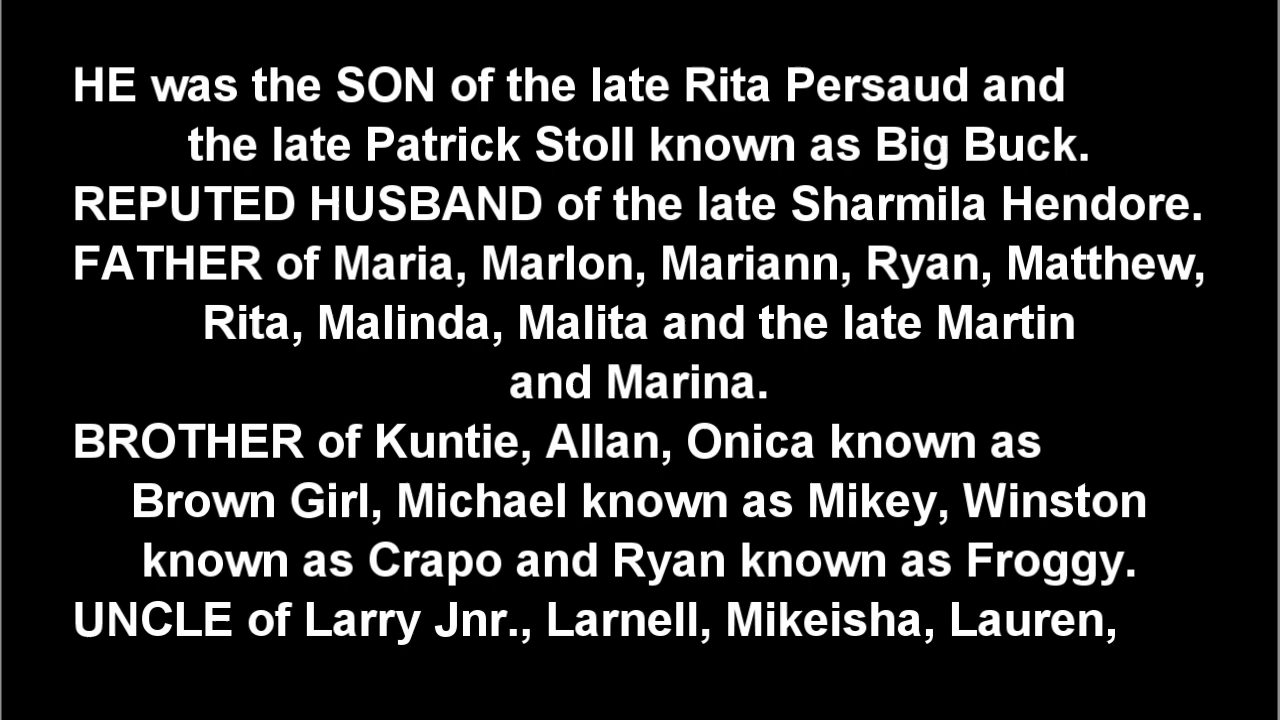 HE was the SON of the late Rita Persaud and
the late Patrick Stoll known as Big Buck.
REPUTED HUSBAND of the late Sharmila Hendore.
FATHER of Maria, Marlon, Mariann, Ryan, Matthew,
Rita, Malinda, Malita and the late Martin
and Marina.
BROTHER of Kuntie, Allan, Onica known as
Brown Girl, Michael known as Mikey, Winston
known as Crapo and Ryan known as Froggy.
UNCLE of Larry Jnr., Larnell, Mikeisha, Lauren,